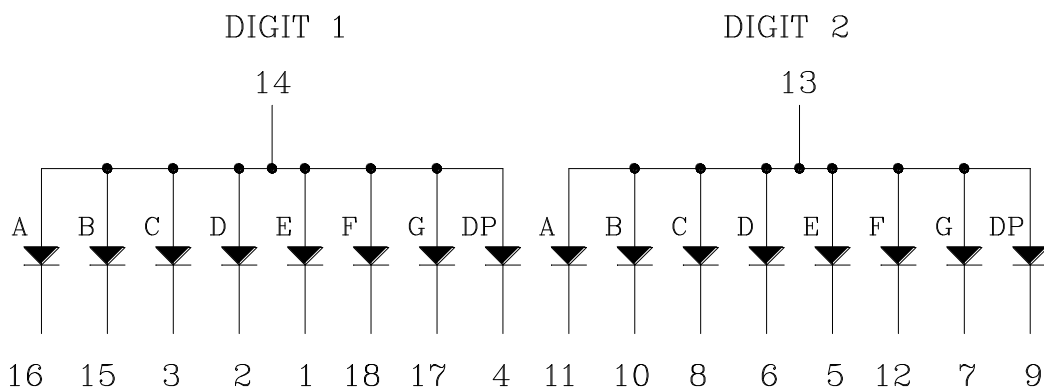 DIGIT 1 DIGIT 2
14 13
A B C D E F G DP A B C D E F G DP
16 15 3 2 1 18 17 4 11 10 8 6 5 12 7 9